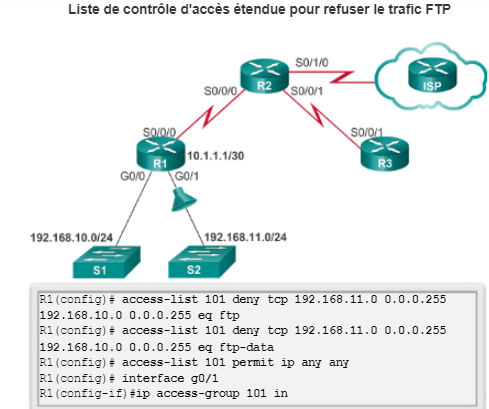 Liste de contrôle d'accès étendue pour refuser le trafic FTP
S0/1/0
R2
ISP
S0/0/0
S0/0/1
S0/0/0
S0/0/1
R1
10.1.1.1/30
R3
G0/0
G0/1
192.168.10.0/24
192.168.11.0/24
S1
S2
R1(config)# access-list 101 deny tcp 192.168.11.0 0.0.0.255
192.168.10.0 0.0.0.255 eq ftp
R1(config)# access-list 101 deny tcp 192.168.11.0 0.0.0.255
192.168.10.0 0.0.0.255 eq ftp-data
R1(config)# access-list 101 permit ip any any
R1(config)# interface g0/1
R1(config-if)#ip access-group 101 in